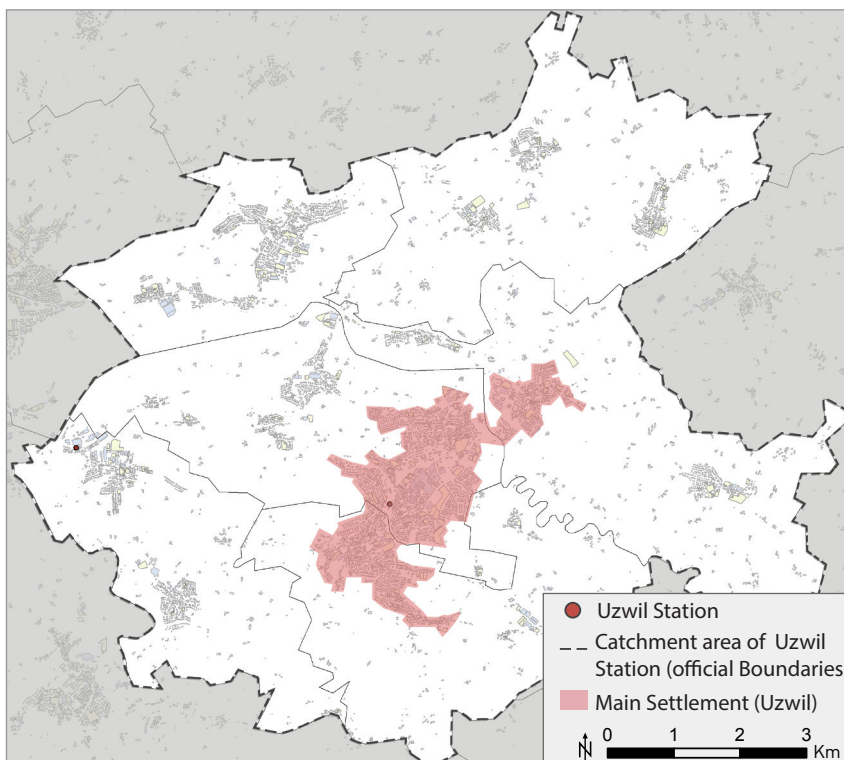 Uzwil Station
Catchment area of Uzwil
Station (official Boundaries
Main Settlement (Uzwil)
N 0 1 2 3 Km